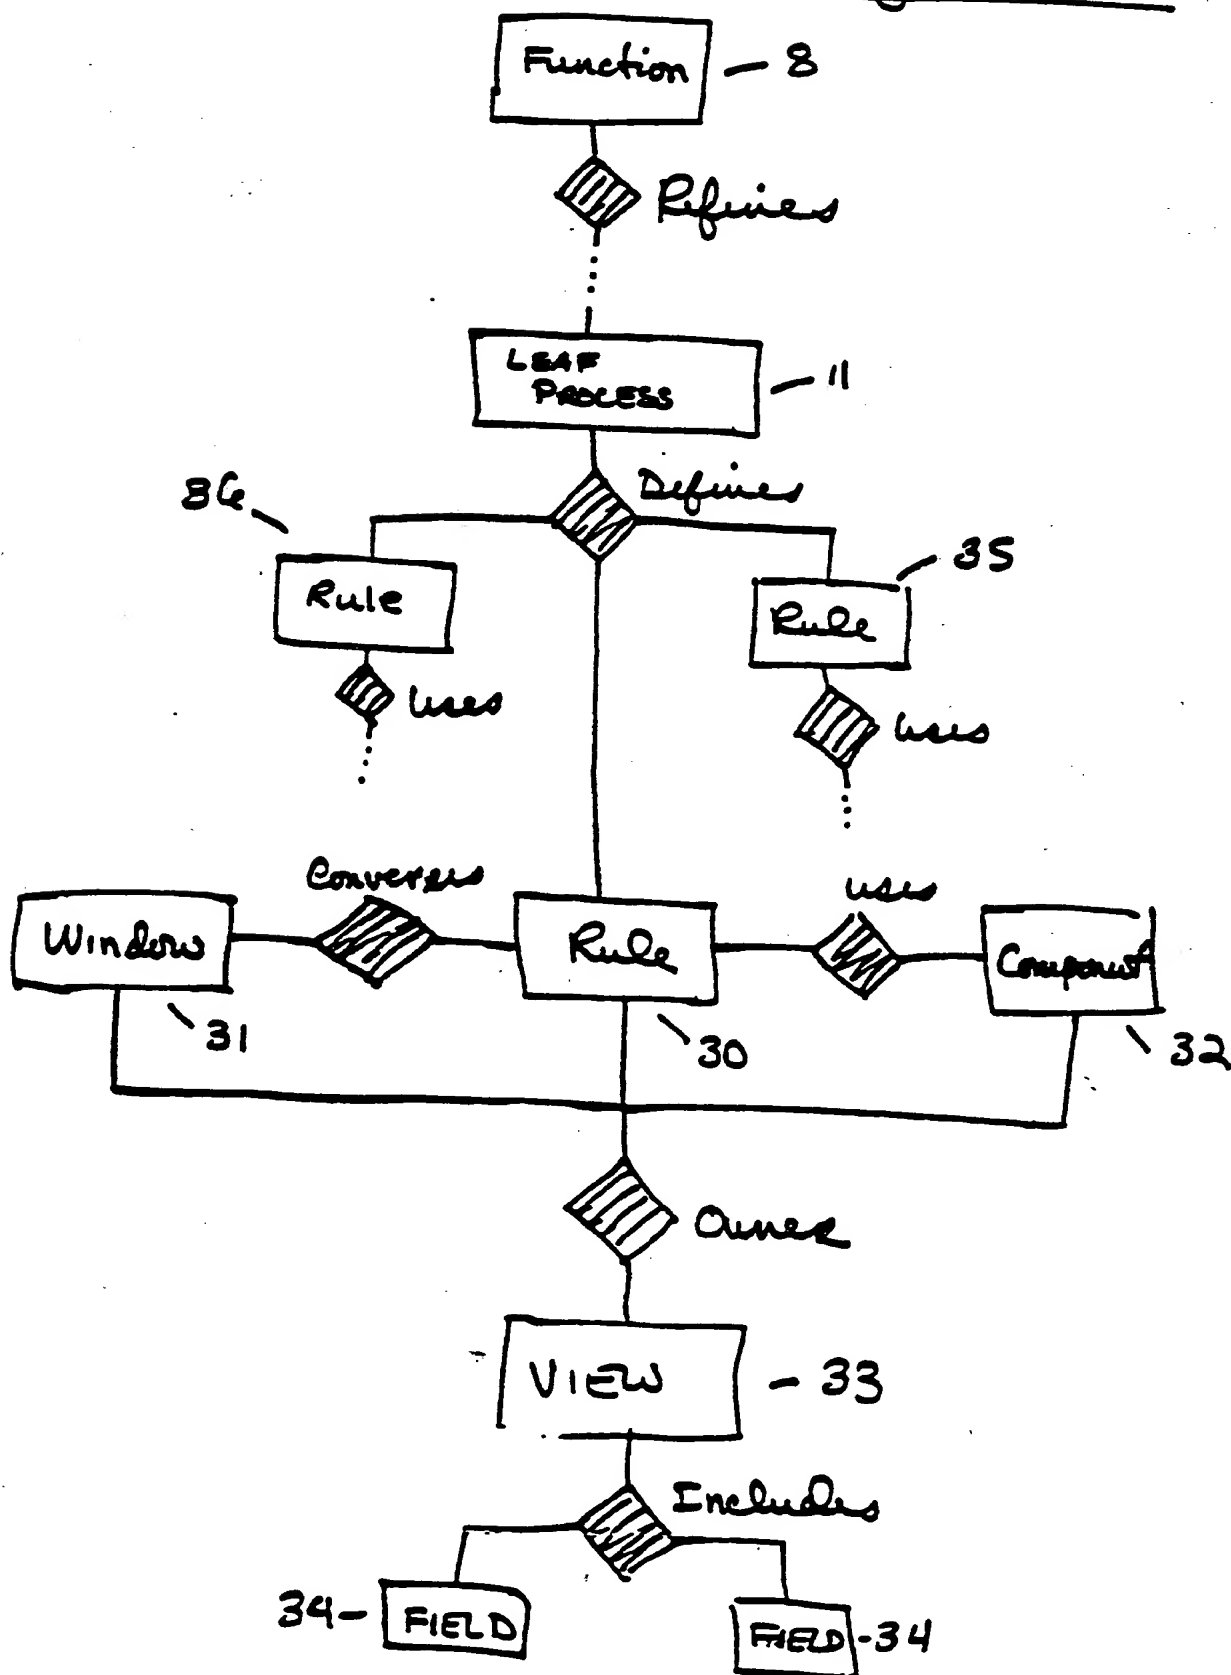 Function
8
Refines
LEAF
PROCESS
11
Defines
36
35
Rule
Rule
uses
uses
Converses
uses
Window
Rule
Component
31
30
32
Owner
VIEW
33
Includes
34
FIELD
FIELD
34